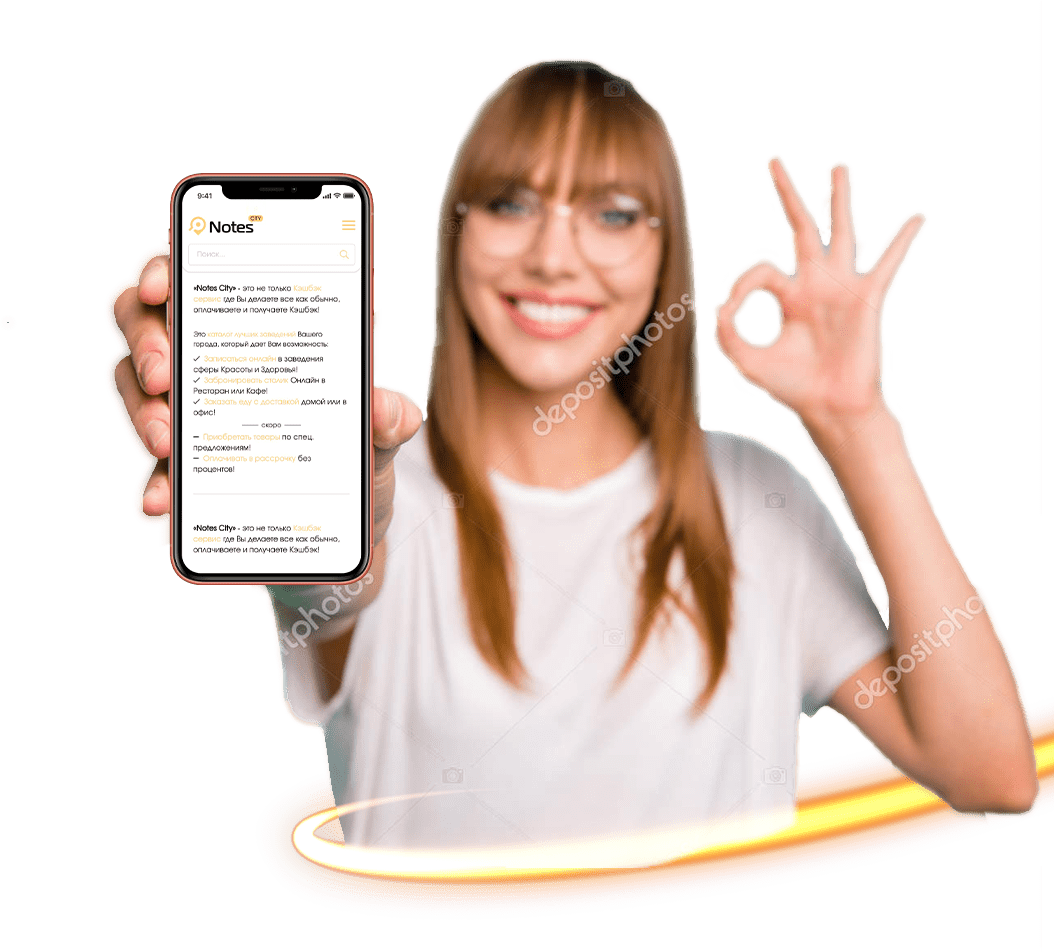 9:41
Notes CITY
Поиск...
«Notes City» - это не только Кэшбэк
сервис где Вы делаете все как обычно,
оплачиваете и получаете Кэшбэк!
Это каталог лучших заведений Вашего
города, который дает Вам возможность:
✓ Записаться онлайн в заведения
сферы Красоты и Здоровья!
✓ Забронировать столик Онлайн в
Ресторан или Кафе!
✓ Заказать еду с доставкой домой или в
офис!
скоро
– Приобретать товары по спец.
предложениям!
– Оплачивать в рассрочку без
процентов!
«Notes City» - это не только Кэшбэк
сервис где Вы делаете все как обычно,
оплачиваете и получаете Кэшбэк!
depositphotos
depositphotos
depositphotos